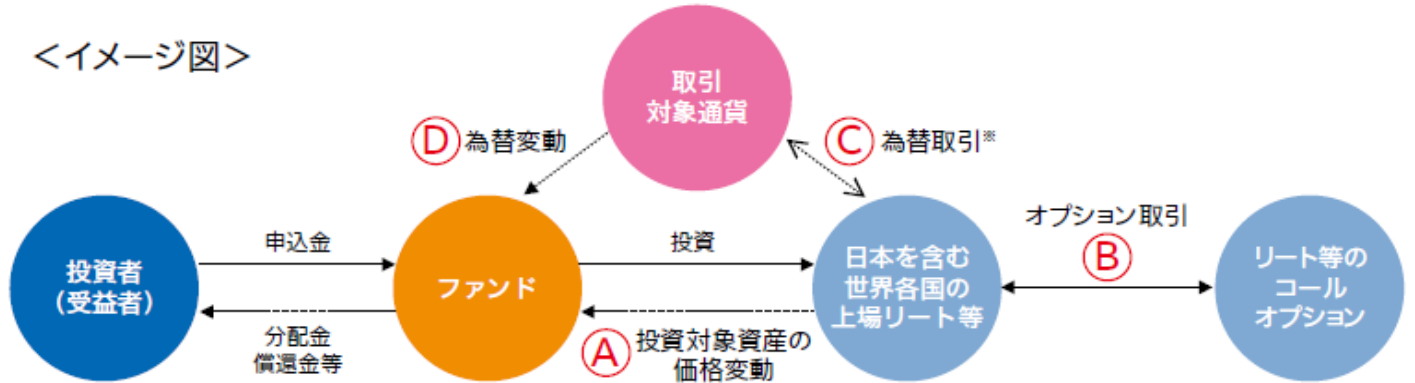 ＜イメージ図＞
取引
対象通貨
Ⓓ 為替変動
Ⓒ 為替取引※
投資者
（受益者）
申込金
分配金
償還金等
ファンド
投資
Ⓐ 投資対象資産の
価格変動
日本を含む
世界各国の
上場リート等
オプション取引
Ⓑ
リート等の
コール
オプション